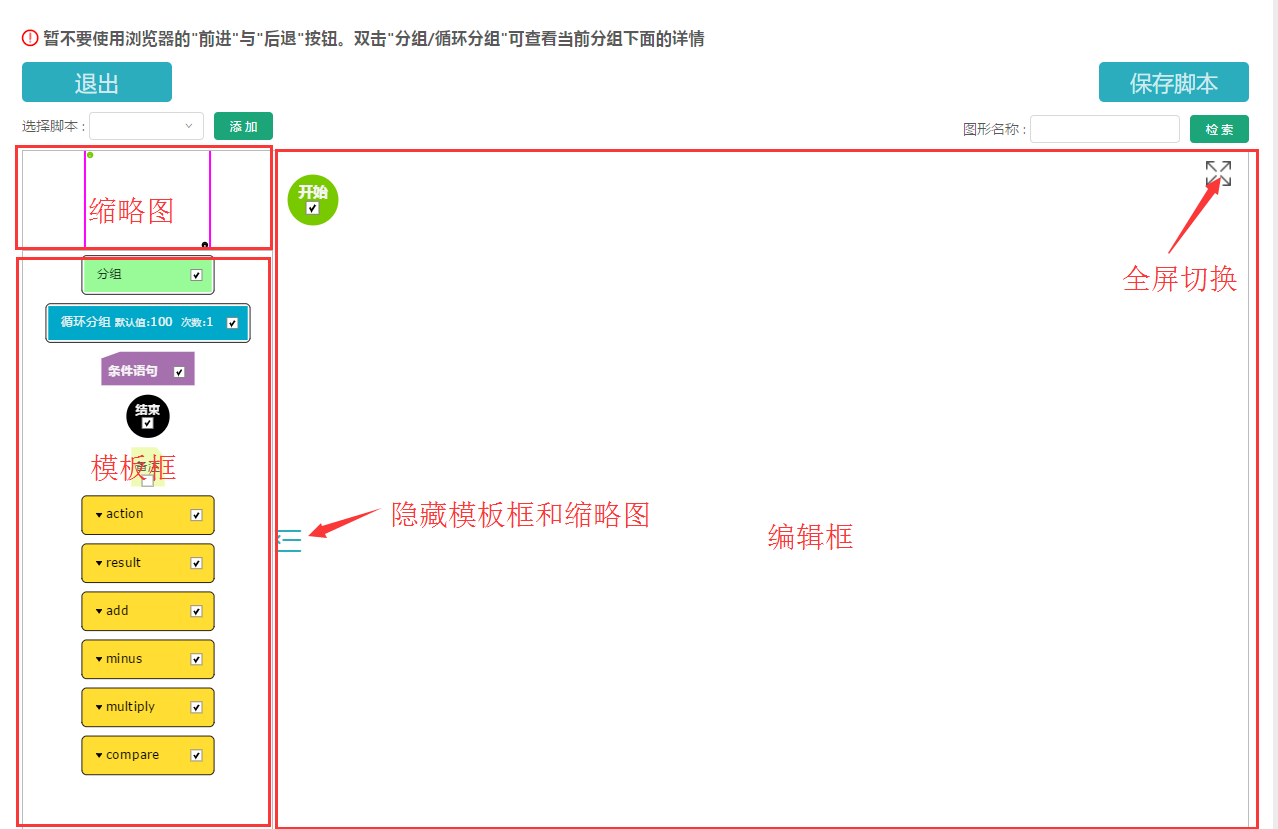 暂不要使用浏览器的"前进"与"后退"按钮。双击"分组/循环分组"可查看当前分组下面的详情
退出
保存脚本
选择脚本 :
添 加
图形名称 :
检 索
缩略图
开始
全屏切换
分组
循环分组 默认值:100 次数:1
条件语句
结束
模板框
action
隐藏模板框和缩略图
编辑框
result
add
minus
multiply
compare